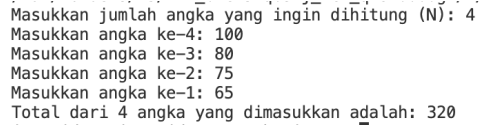 Masukkan jumlah angka yang ingin dihitung (N): 4
Masukkan angka ke-4: 100
Masukkan angka ke-3: 80
Masukkan angka ke-2: 75
Masukkan angka ke-1: 65
Total dari 4 angka yang dimasukkan adalah: 320